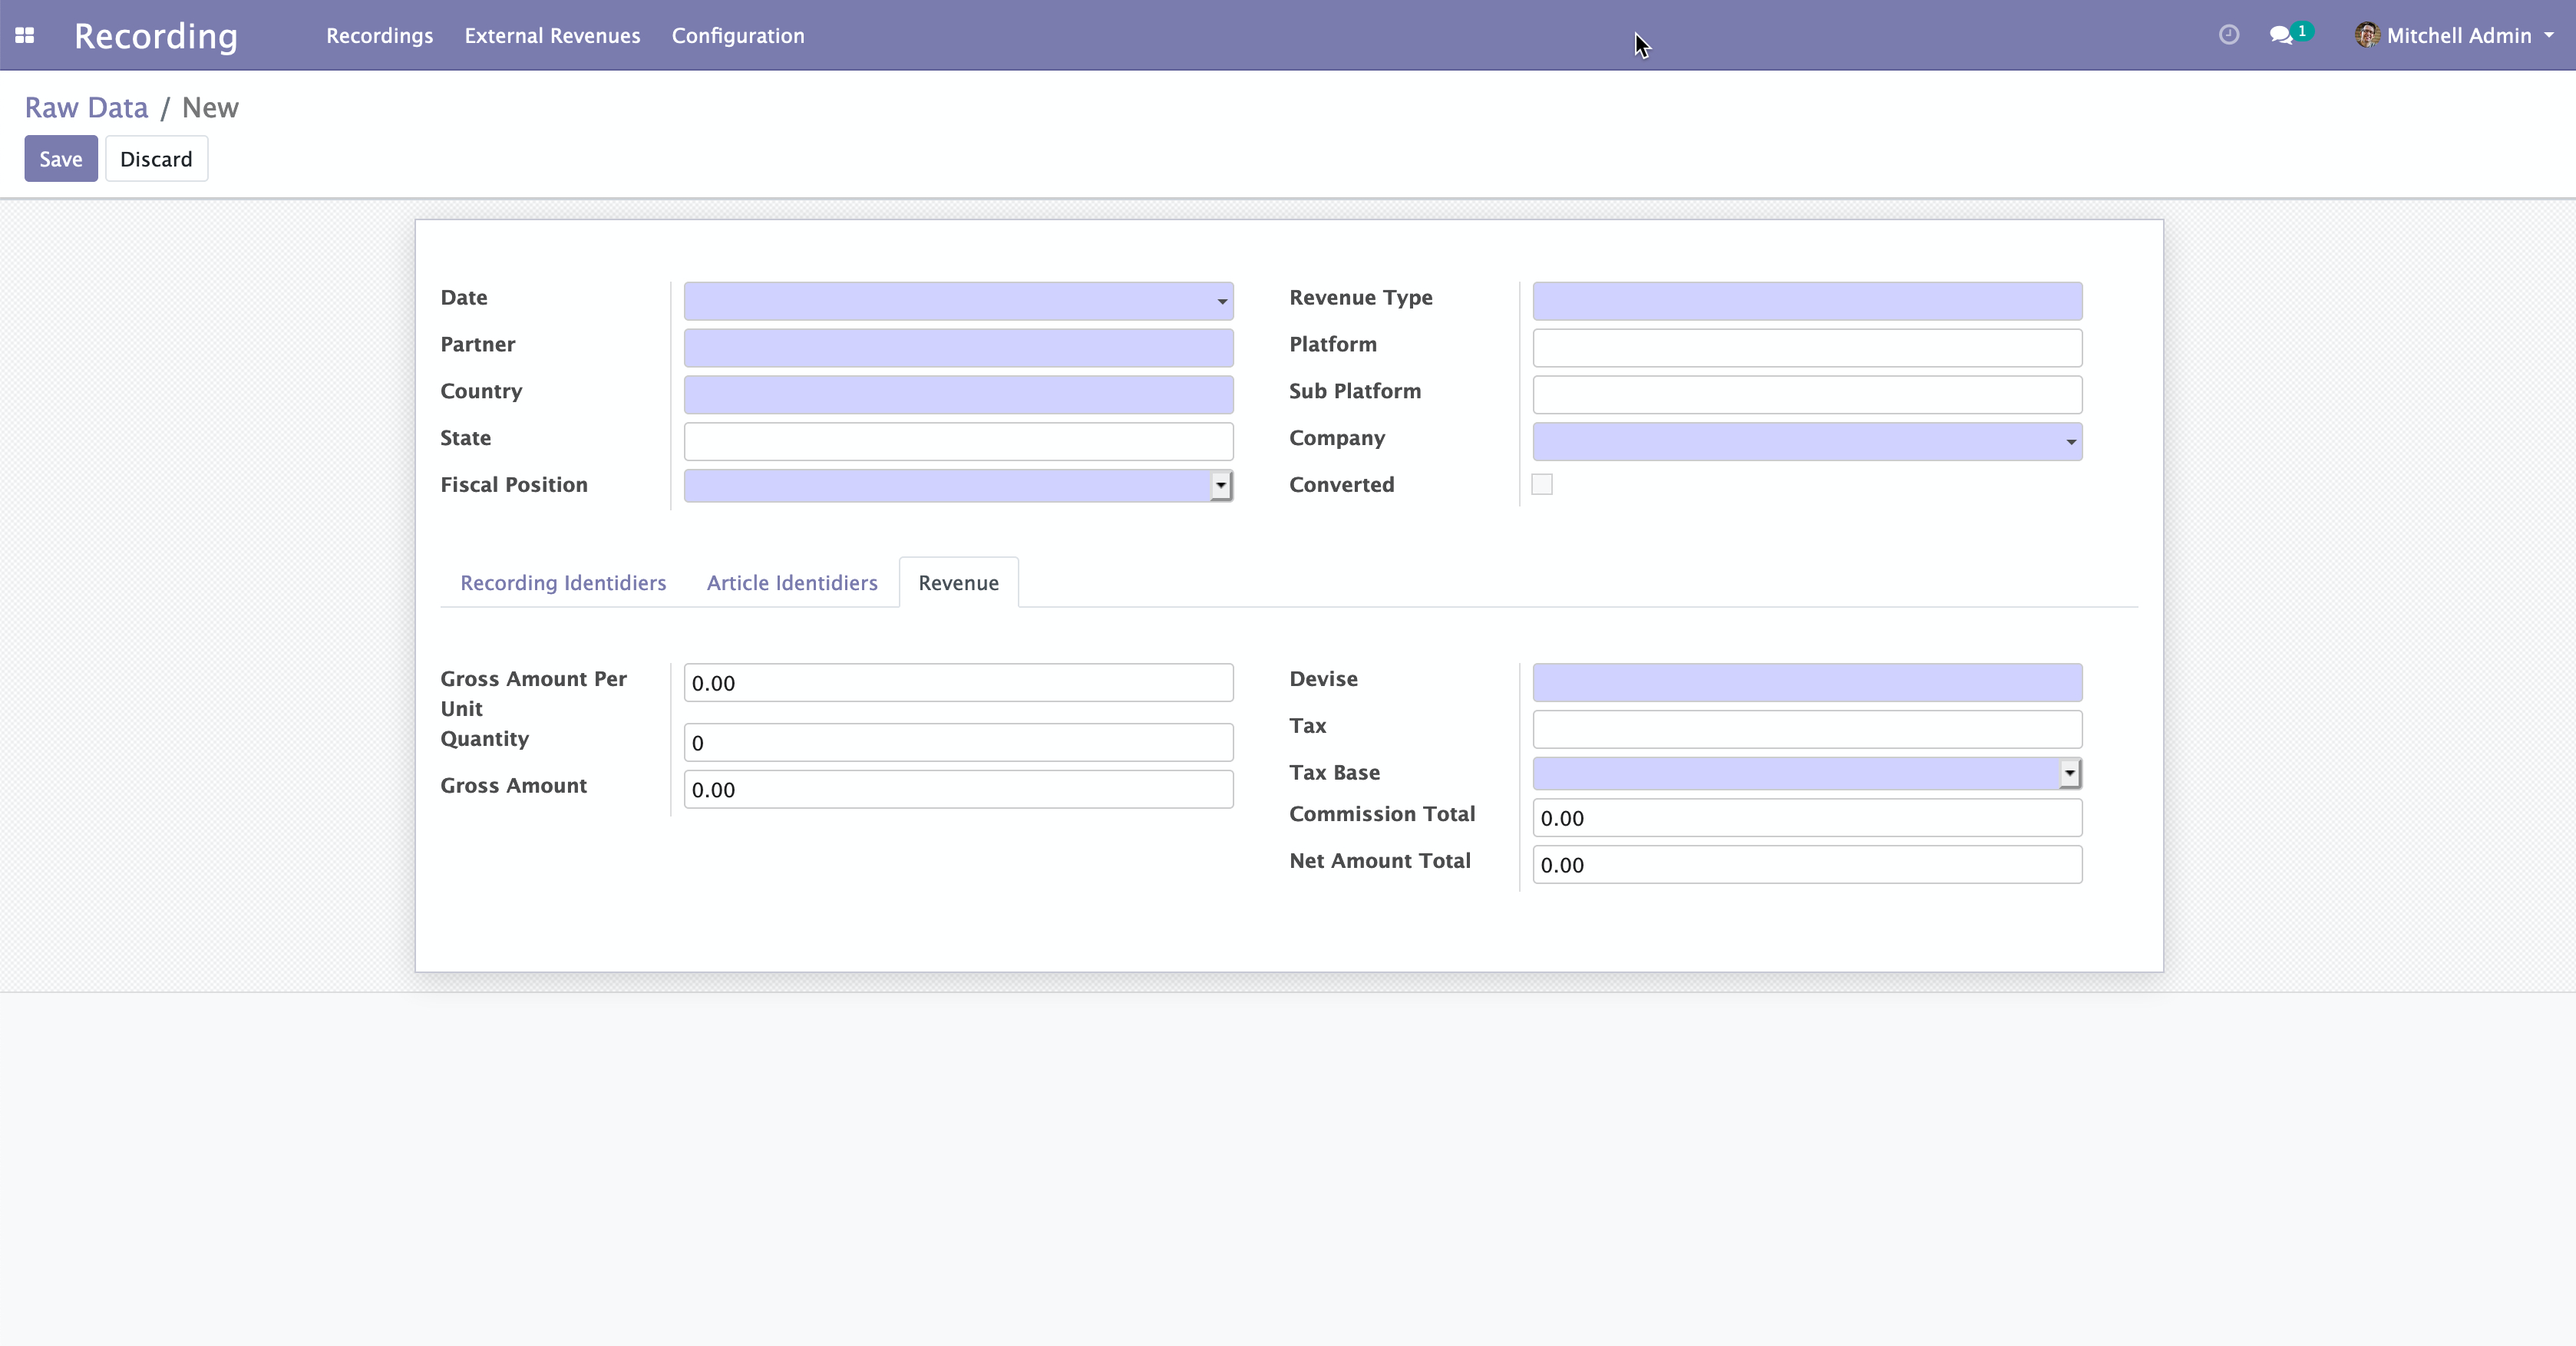 Recording
Recordings
External Revenues
Configuration
1
Mitchell Admin
Raw Data / New
Save
Discard
Date
Partner
Country
State
Fiscal Position
Revenue Type
Platform
Sub Platform
Company
Converted
Recording Identidiers
Article Identidiers
Revenue
Gross Amount Per
Unit
0.00
Quantity
0
Gross Amount
0.00
Devise
Tax
Tax Base
Commission Total
0.00
Net Amount Total
0.00